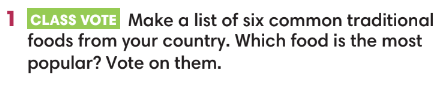 1 CLASS VOTE Make a list of six common traditional
foods from your country. Which food is the most
popular? Vote on them.